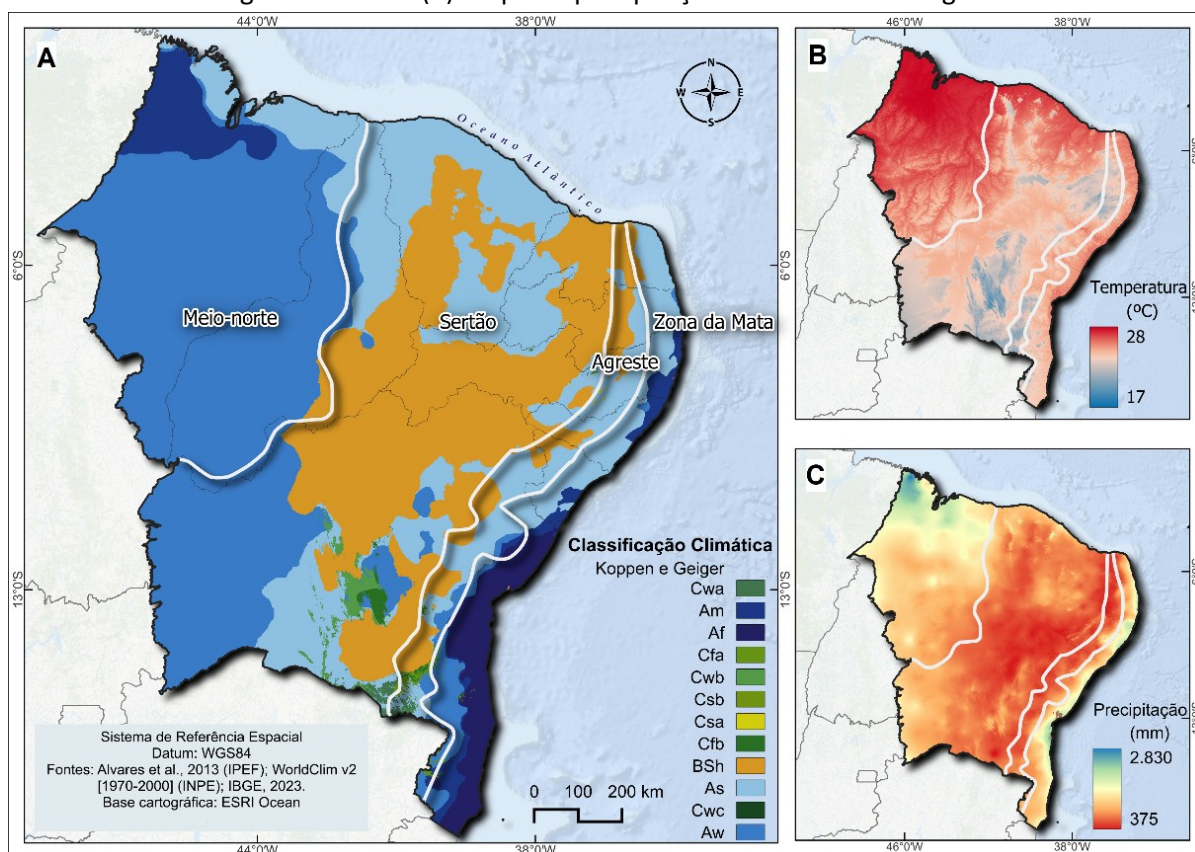 44°0'W 38°0'W
A
N
W E
S
Oceano Atlântico
6°0'S 6°0'S
Meio-norte Sertão Zona da Mata
Agreste
13°0'S 13°0'S
Classificação Climática
Koppen e Geiger
Cwa
Am
Af
Cfa
Cwb
Csb
Csa
Cfb
BSh
As
Cwc
Aw
Sistema de Referência Espacial
Datum: WGS84
Fontes: Alvares et al., 2013 (IPEF); WorldClim v2
[1970-2000] (INPE); IBGE, 2023.
Base cartográfica: ESRI Ocean
0 100 200 km
44°0'W 38°0'W
46°0'W 38°0'W
B
Temperatura
(ºC)
28
17
C
Precipitação
(mm)
2.830
375
46°0'W 38°0'W